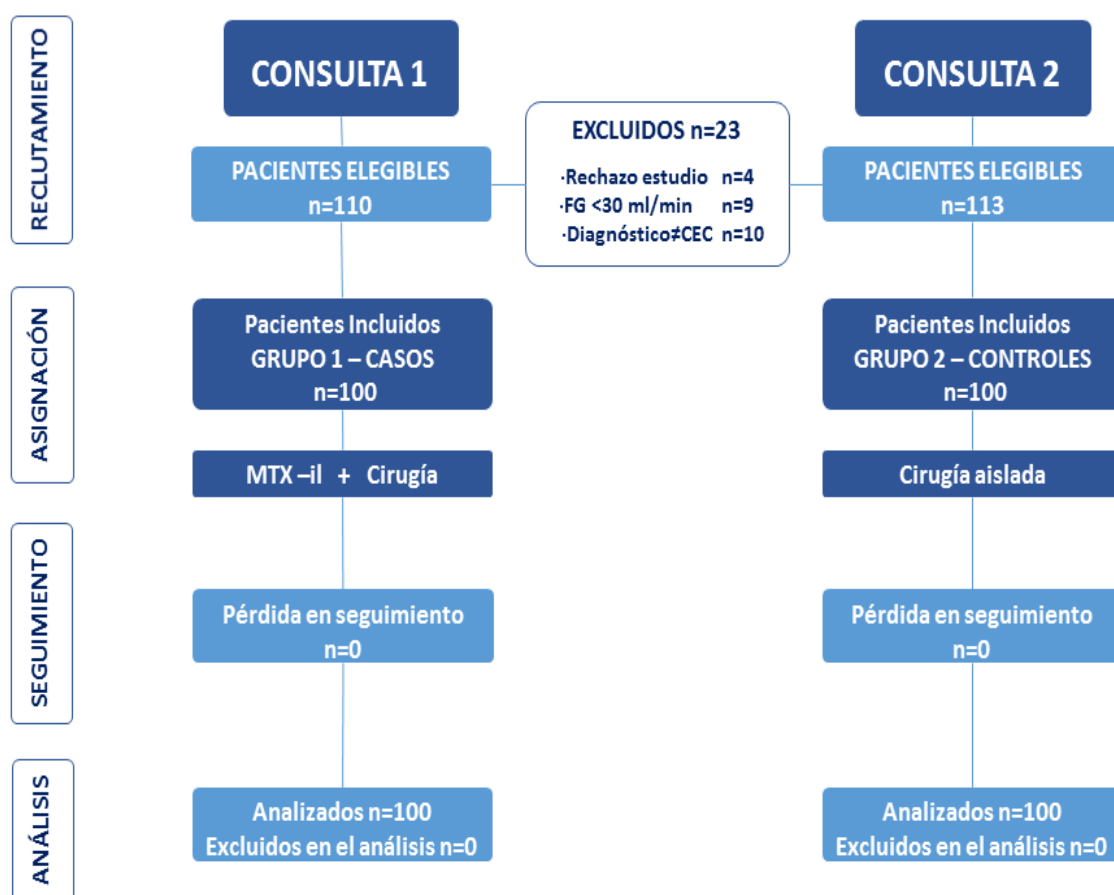 RECLUTAMIENTO
CONSULTA 1
CONSULTA 2
EXCLUIDOS n=23
·Rechazo estudio n=4
·FG <30 ml/min n=9
·Diagnóstico≠CEC n=10
PACIENTES ELEGIBLES
n=110
PACIENTES ELEGIBLES
n=113
ASIGNACIÓN
Pacientes Incluidos
GRUPO 1 – CASOS
n=100
Pacientes Incluidos
GRUPO 2 – CONTROLES
n=100
MTX –il + Cirugía
Cirugía aislada
SEGUIMIENTO
Pérdida en seguimiento
n=0
Pérdida en seguimiento
n=0
ANÁLISIS
Analizados n=100
Excluidos en el análisis n=0
Analizados n=100
Excluidos en el análisis n=0